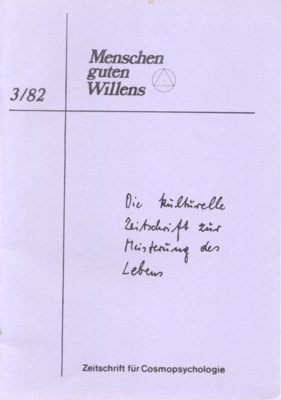 Menschen
guten
Willens
3/82
Die kulturelle
Zeitschrift zur
Meisterung des
Lebens
Zeitschrift für Cosmopsychologie